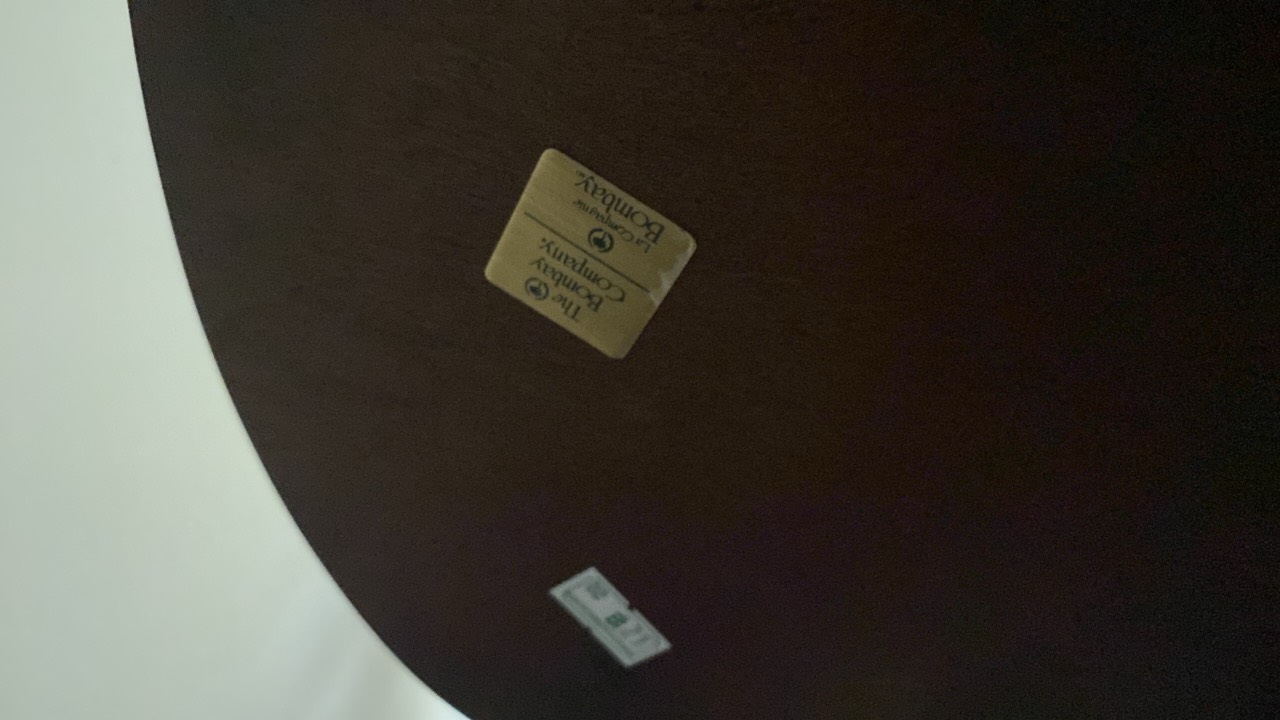 The
Bombay
Company.
La Compagnie
Bombay.